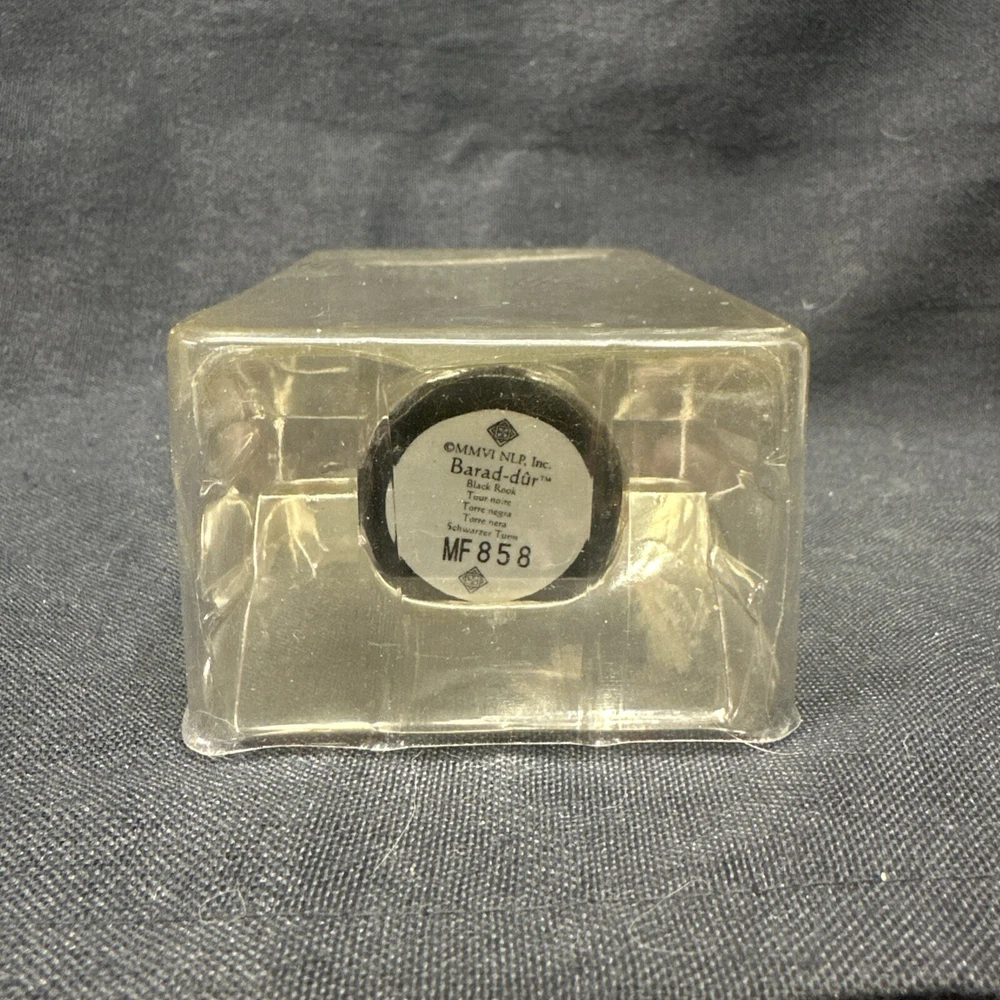 ©MMVI NLP, Inc.
Barad-dûr™
Black Rook
Tour noire
Torre negra
Torre nera
Schwarzer Turm
MF858